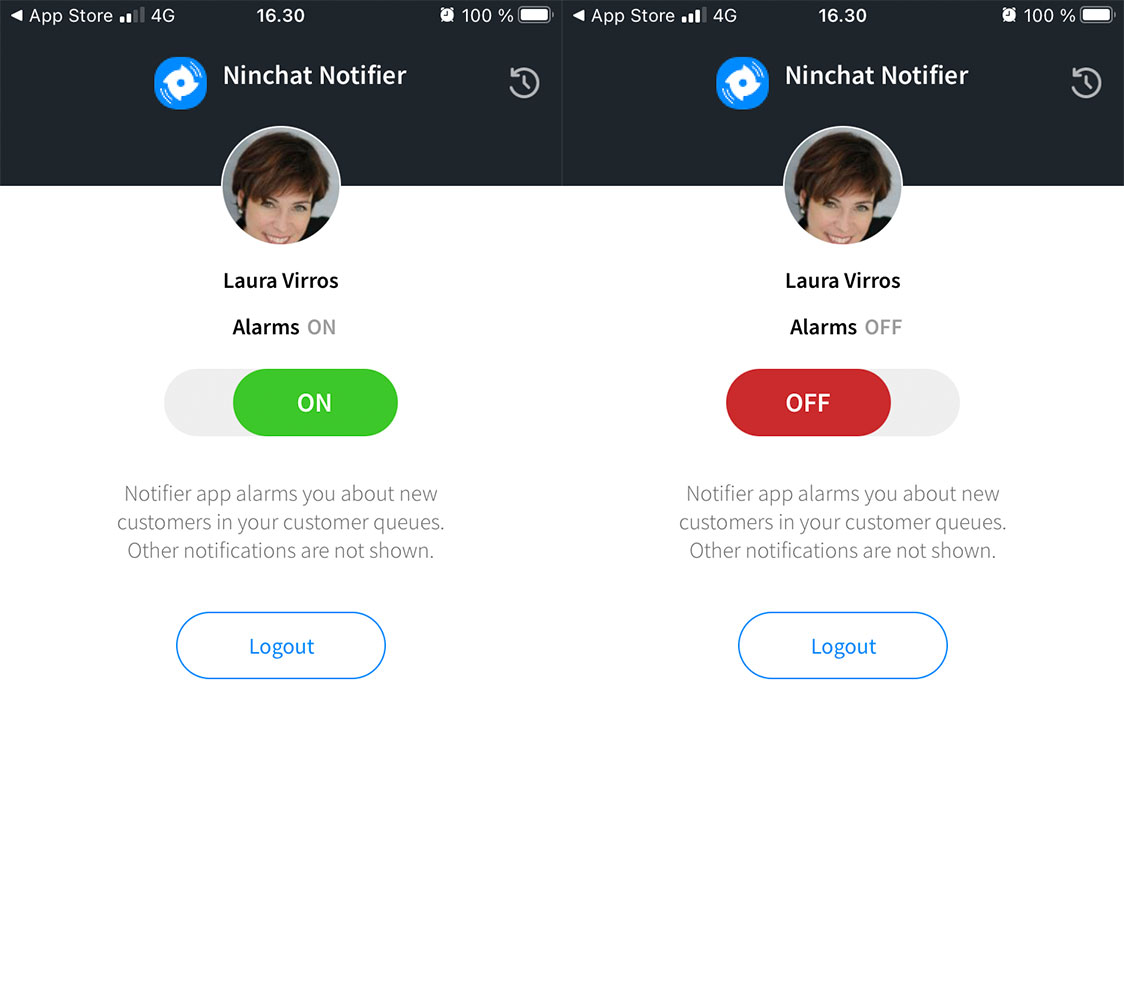 ◀ App Store 4G 16.30 100 %
Ninchat Notifier
Laura Virros
Alarms ON
ON
Notifier app alarms you about new
customers in your customer queues.
Other notifications are not shown.
Logout
◀ App Store 4G 16.30 100 %
Ninchat Notifier
Laura Virros
Alarms OFF
OFF
Notifier app alarms you about new
customers in your customer queues.
Other notifications are not shown.
Logout